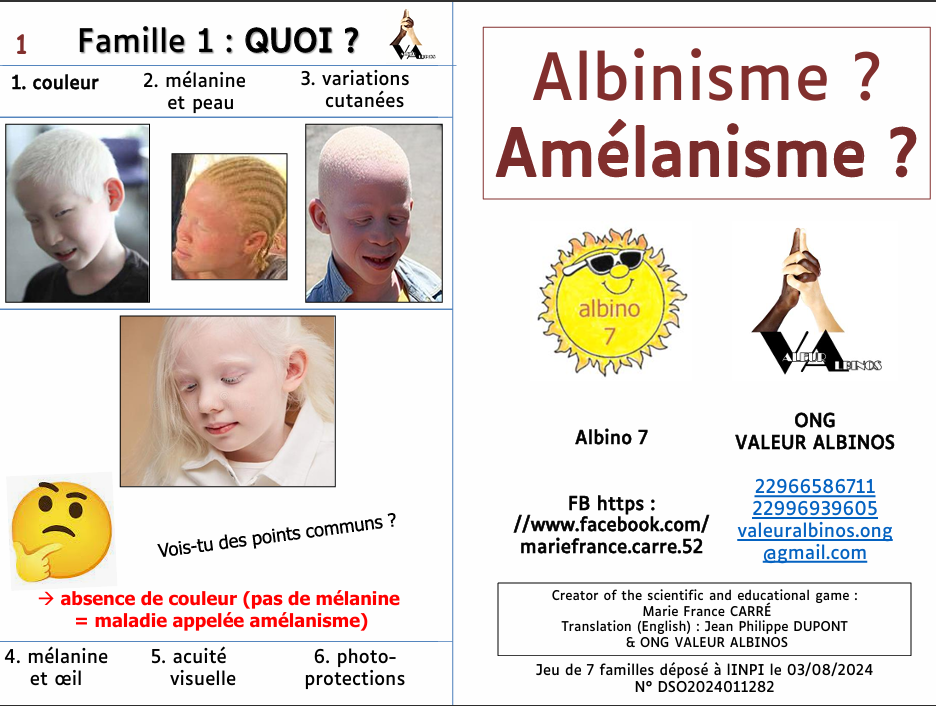 1
Famille 1 : QUOI ?
1. couleur
2. mélanine
et peau
3. variations
cutanées
Vois-tu des points communs ?
→ absence de couleur (pas de mélanine
= maladie appelée amélanisme)
4. mélanine
et œil
5. acuité
visuelle
6. photo-
protections
Albinisme ?
Amélanisme ?
albino
7
VALEUR
ALBINOS
Albino 7
ONG
VALEUR ALBINOS
FB https :
//www.facebook.com/
mariefrance.carre.52
22966586711
22996939605
valeuralbinos.ong
@gmail.com
Creator of the scientific and educational game :
Marie France CARRÉ
Translation (English) : Jean Philippe DUPONT
& ONG VALEUR ALBINOS
Jeu de 7 familles déposé à lINPI le 03/08/2024
N° DSO2024011282